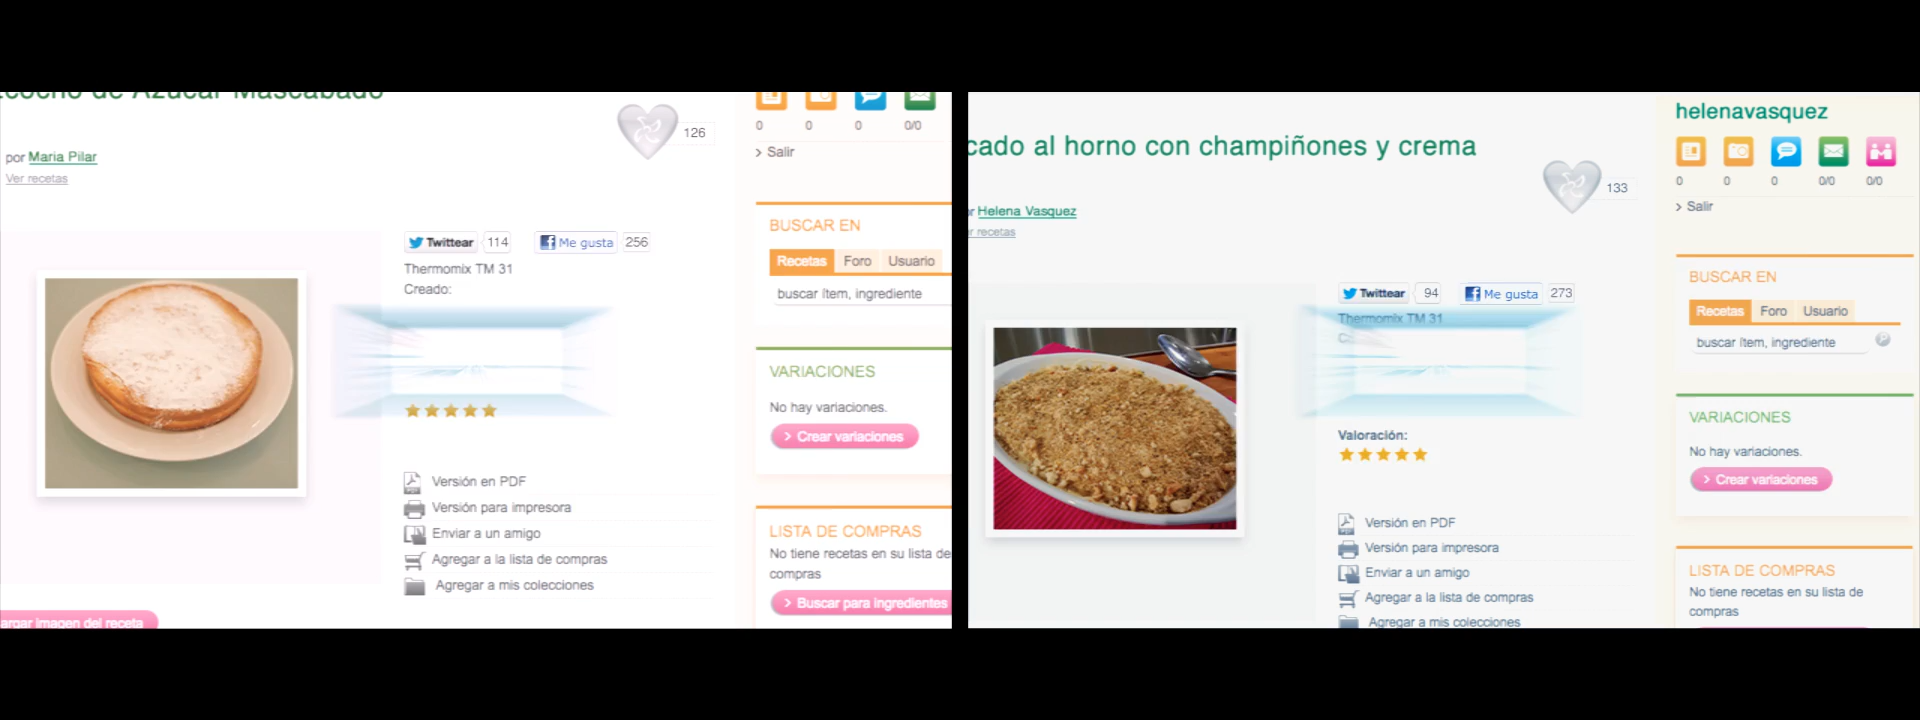 de Azúcar Mascabado
126
por Maria Pilar
Ver recetas
Twittear 114 Me gusta 256
Thermomix TM 31
Creado:
Versión en PDF
Versión para impresora
Enviar a un amigo
Agregar a la lista de compras
Agregar a mis colecciones
imagen del receta
0 0 0 0/0
> Salir
BUSCAR EN
Recetas Foro Usuario
buscar ítem, ingrediente
VARIACIONES
No hay variaciones.
> Crear variaciones
LISTA DE COMPRAS
No tiene recetas en su lista de
compras
> Buscar para ingredientes
cado al horno con champiñones y crema
133
Helena Vasquez
recetas
Twittear 94 Me gusta 273
Thermomix TM 31
Valoración:
Versión en PDF
Versión para impresora
Enviar a un amigo
Agregar a la lista de compras
Agregar a mis colecciones
helenavasquez
0 0 0 0/0 0/0
> Salir
BUSCAR EN
Recetas Foro Usuario
buscar ítem, ingrediente
VARIACIONES
No hay variaciones.
> Crear variaciones
LISTA DE COMPRAS
No tiene recetas en su lista de
compras